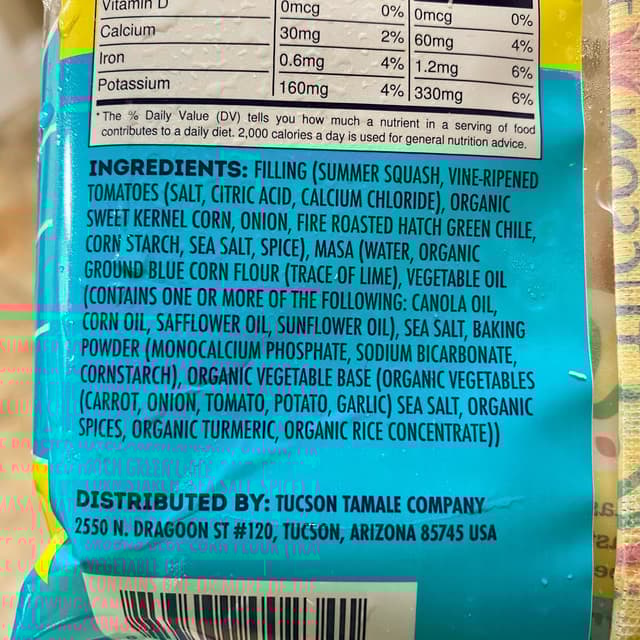 Vitamin D 0mcg 0% 0mcg 0%
Calcium 30mg 2% 60mg 4%
Iron 0.6mg 4% 1.2mg 6%
Potassium 160mg 4% 330mg 6%
*The % Daily Value (DV) tells you how much a nutrient in a serving of food
contributes to a daily diet. 2,000 calories a day is used for general nutrition advice.
INGREDIENTS: FILLING (SUMMER SQUASH, VINE-RIPENED
TOMATOES (SALT, CITRIC ACID, CALCIUM CHLORIDE), ORGANIC
SWEET KERNEL CORN, ONION, FIRE ROASTED HATCH GREEN CHILE,
CORN STARCH, SEA SALT, SPICE), MASA (WATER, ORGANIC
GROUND BLUE CORN FLOUR (TRACE OF LIME), VEGETABLE OIL
(CONTAINS ONE OR MORE OF THE FOLLOWING: CANOLA OIL,
CORN OIL, SAFFLOWER OIL, SUNFLOWER OIL), SEA SALT, BAKING
POWDER (MONOCALCIUM PHOSPHATE, SODIUM BICARBONATE,
CORNSTARCH), ORGANIC VEGETABLE BASE (ORGANIC VEGETABLES
(CARROT, ONION, TOMATO, POTATO, GARLIC) SEA SALT, ORGANIC
SPICES, ORGANIC TURMERIC, ORGANIC RICE CONCENTRATE))
DISTRIBUTED BY: TUCSON TAMALE COMPANY
2550 N. DRAGOON ST #120, TUCSON, ARIZONA 85745 USA